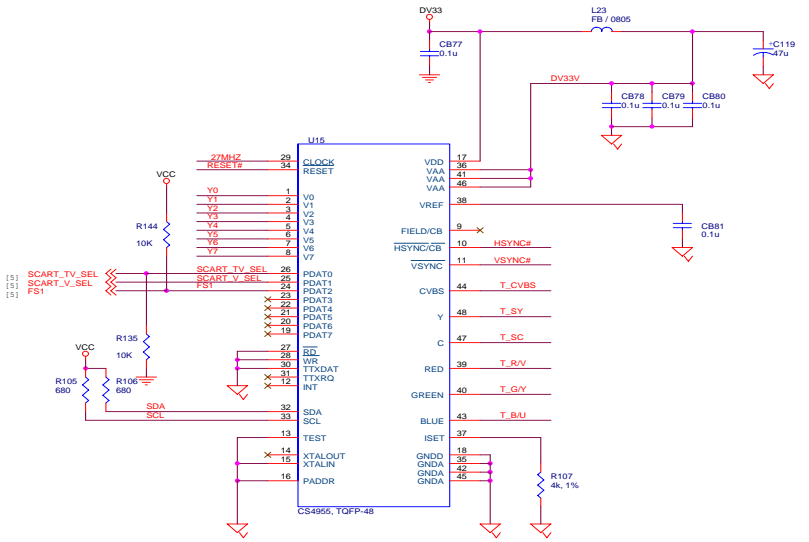 DV33
L23
FB / 0805
CB77
0.1u
+C119
47u
DV33V
CB78
0.1u
CB79
0.1u
CB80
0.1u
U15
27MHZ 29 CLOCK
RESET# 34 RESET
Y0 1 V0
Y1 2 V1
Y2 3 V2
Y3 4 V3
Y4 5 V4
Y5 6 V5
Y6 7 V6
Y7 8 V7
VCC
R144
10K
[5] SCART_TV_SEL SCART_TV_SEL 26 PDAT0
[5] SCART_V_SEL SCART_V_SEL 25 PDAT1
[5] FS1 FS1 24 PDAT2
23 PDAT3
22 PDAT4
21 PDAT5
20 PDAT6
19 PDAT7
R135
10K
27 RD
28 WR
30 TTXDAT
31 TTXRQ
12 INT
VCC
R105
680
R106
680
SDA 32 SDA
SCL 33 SCL
13 TEST
14 XTALOUT
15 XTALIN
16 PADDR
VDD 17
VAA 36
VAA 41
VAA 46
VREF 38
CB81
0.1u
FIELD/CB 9
HSYNC/CB 10 HSYNC#
VSYNC 11 VSYNC#
CVBS 44 T_CVBS
Y 48 T_SY
C 47 T_SC
RED 39 T_R/V
GREEN 40 T_G/Y
BLUE 43 T_B/U
ISET 37
GNDD 18
GNDA 35
GNDA 42
GNDA 45
R107
4k, 1%
CS4955, TQFP-48